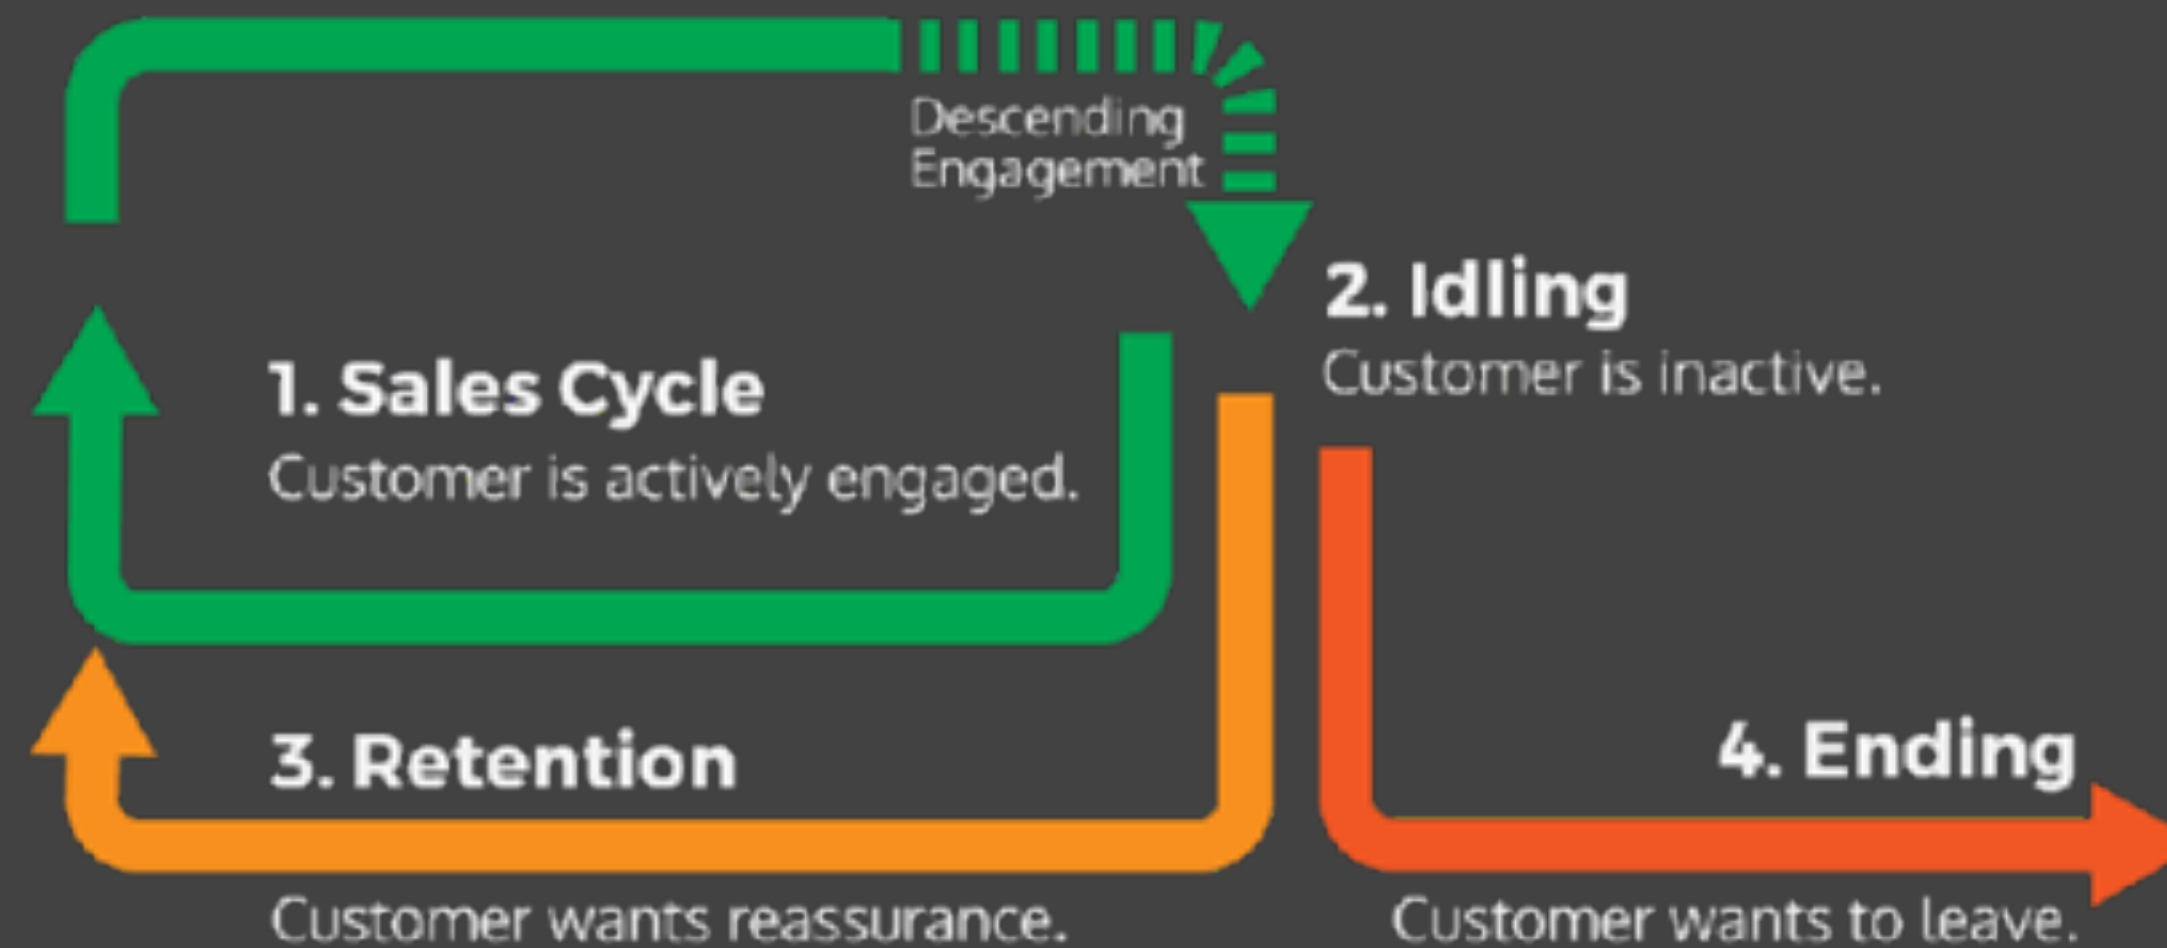 Descending
Engagement
2. Idling
Customer is inactive.
1. Sales Cycle
Customer is actively engaged.
3. Retention
Customer wants reassurance.
4. Ending
Customer wants to leave.